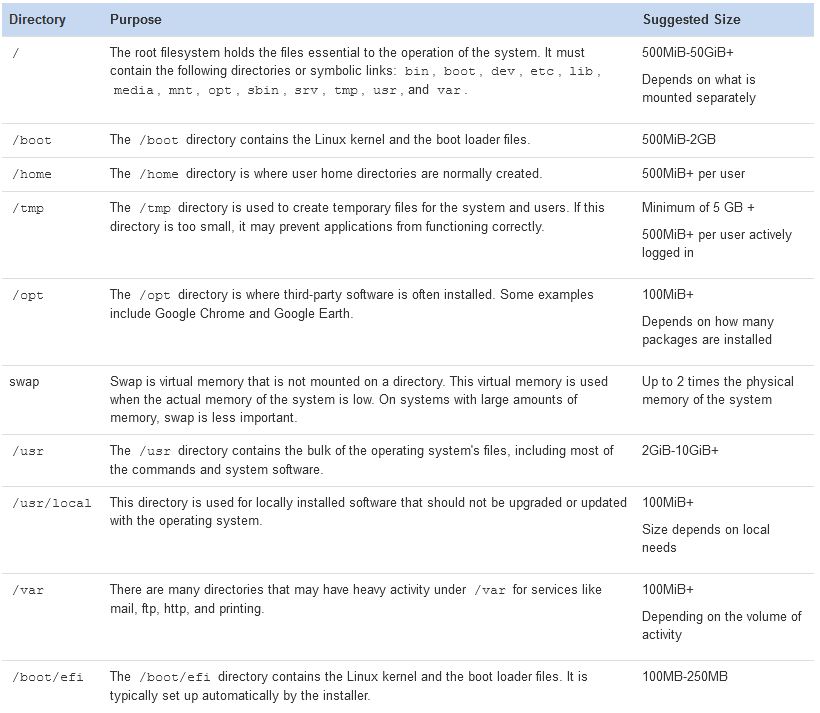 Directory Purpose Suggested Size
/ The root filesystem holds the files essential to the operation of the system. It must 500MiB-50GiB+
contain the following directories or symbolic links: bin, boot, dev, etc, lib, Depends on what is
media, mnt, opt, sbin, srv, tmp, usr, and var. mounted separately
/boot The /boot directory contains the Linux kernel and the boot loader files. 500MiB-2GB
/home The /home directory is where user home directories are normally created. 500MiB+ per user
/tmp The /tmp directory is used to create temporary files for the system and users. If this Minimum of 5 GB +
directory is too small, it may prevent applications from functioning correctly. 500MiB+ per user actively
logged in
/opt The /opt directory is where third-party software is often installed. Some examples 100MiB+
include Google Chrome and Google Earth. Depends on how many
packages are installed
swap Swap is virtual memory that is not mounted on a directory. This virtual memory is used Up to 2 times the physical
when the actual memory of the system is low. On systems with large amounts of memory of the system
memory, swap is less important.
/usr The /usr directory contains the bulk of the operating system's files, including most of 2GiB-10GiB+
the commands and system software.
/usr/local This directory is used for locally installed software that should not be upgraded or updated 100MiB+
with the operating system. Size depends on local
needs
/var There are many directories that may have heavy activity under /var for services like 100MiB+
mail, ftp, http, and printing. Depending on the volume of
activity
/boot/efi The /boot/efi directory contains the Linux kernel and the boot loader files. It is 100MB-250MB
typically set up automatically by the installer.